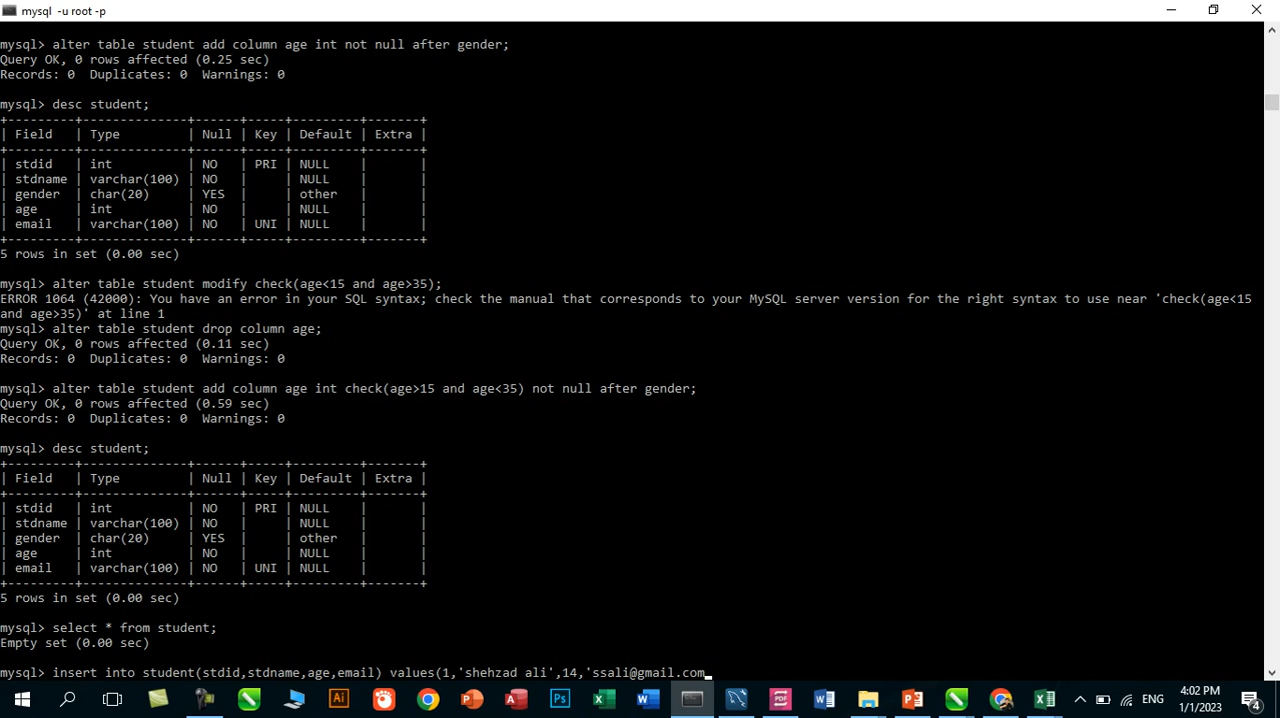 mysql -u root -p
mysql> alter table student add column age int not null after gender;
Query OK, 0 rows affected (0.25 sec)
Records: 0  Duplicates: 0  Warnings: 0
mysql> desc student;
+---------+--------------+------+-----+---------+-------+
| Field   | Type         | Null | Key | Default | Extra |
+---------+--------------+------+-----+---------+-------+
| stdid   | int          | NO   | PRI | NULL    |       |
| stdname | varchar(100) | NO   |     | NULL    |       |
| gender  | char(20)     | YES  |     | other   |       |
| age     | int          | NO   |     | NULL    |       |
| email   | varchar(100) | NO   | UNI | NULL    |       |
+---------+--------------+------+-----+---------+-------+
5 rows in set (0.00 sec)
mysql> alter table student modify check(age<15 and age>35);
ERROR 1064 (42000): You have an error in your SQL syntax; check the manual that corresponds to your MySQL server version for the right syntax to use near 'check(age<15
and age>35)' at line 1
mysql> alter table student drop column age;
Query OK, 0 rows affected (0.11 sec)
Records: 0  Duplicates: 0  Warnings: 0
mysql> alter table student add column age int check(age>15 and age<35) not null after gender;
Query OK, 0 rows affected (0.59 sec)
Records: 0  Duplicates: 0  Warnings: 0
mysql> desc student;
+---------+--------------+------+-----+---------+-------+
| Field   | Type         | Null | Key | Default | Extra |
+---------+--------------+------+-----+---------+-------+
| stdid   | int          | NO   | PRI | NULL    |       |
| stdname | varchar(100) | NO   |     | NULL    |       |
| gender  | char(20)     | YES  |     | other   |       |
| age     | int          | NO   |     | NULL    |       |
| email   | varchar(100) | NO   | UNI | NULL    |       |
+---------+--------------+------+-----+---------+-------+
5 rows in set (0.00 sec)
mysql> select * from student;
Empty set (0.00 sec)
mysql> insert into student(stdid,stdname,age,email) values(1,'shehzad ali',14,'ssali@gmail.com
Ai
P
A
Ps
X
W
PDF
W
P
X
ENG
4:02 PM
1/1/2023
4